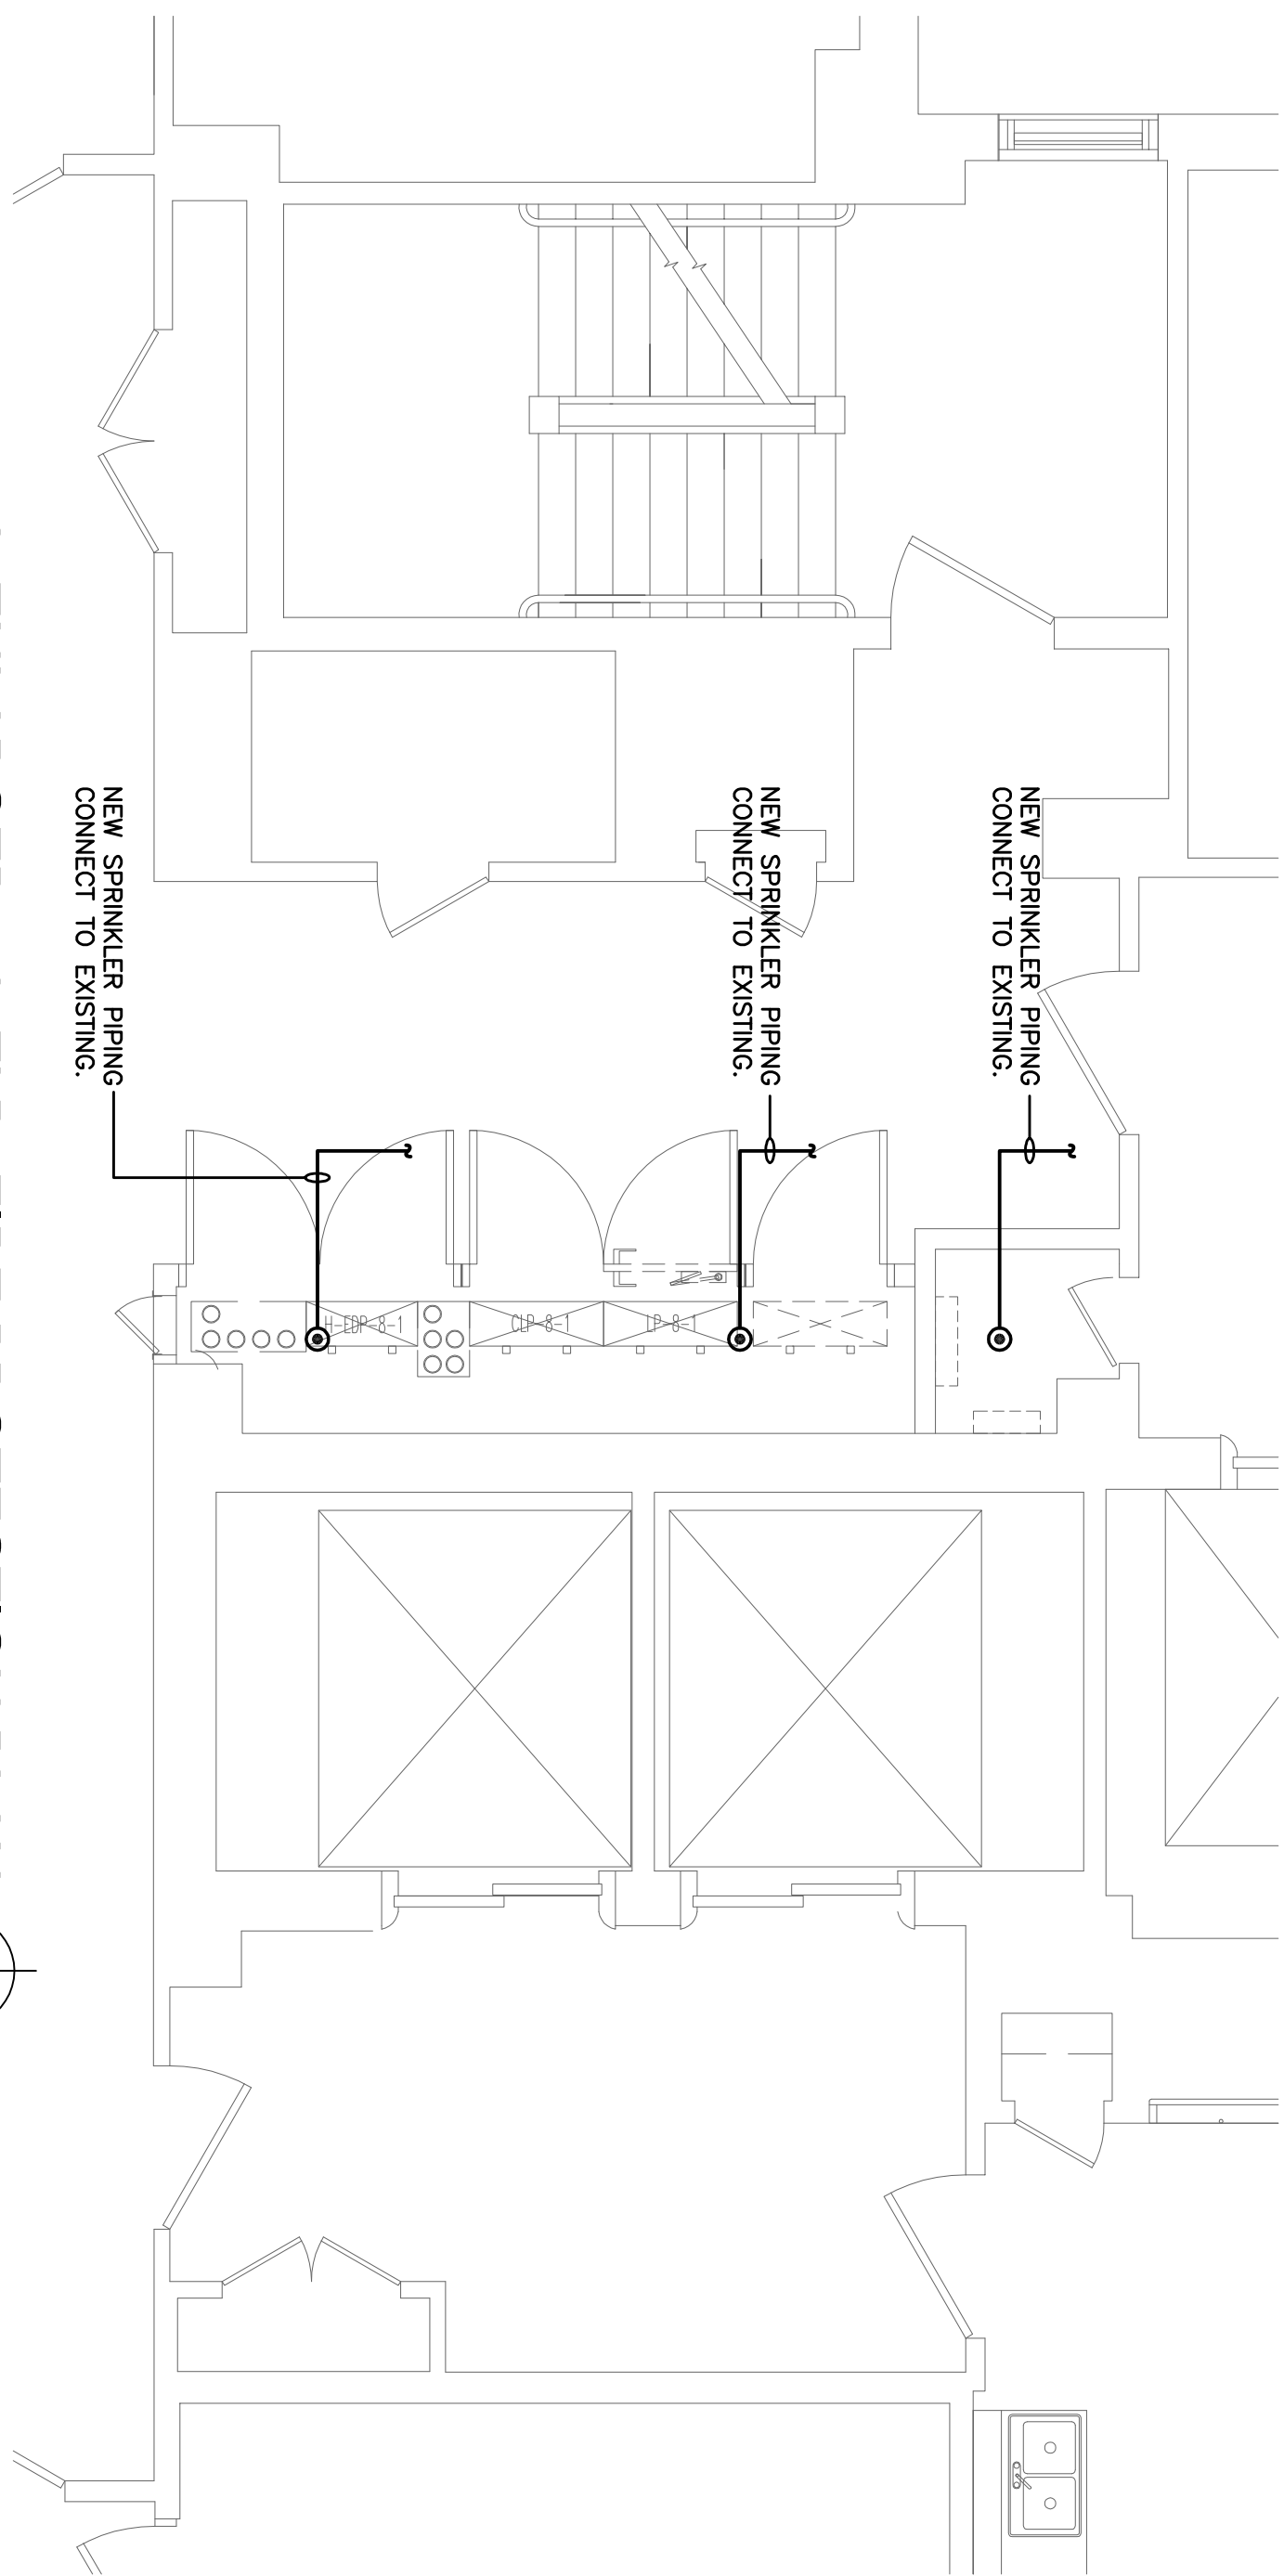 NEW SPRINKLER PIPING
CONNECT TO EXISTING.
NEW SPRINKLER PIPING
CONNECT TO EXISTING.
NEW SPRINKLER PIPING
CONNECT TO EXISTING.
H-EDP-8-1
CLP-8-1
LP-8-1